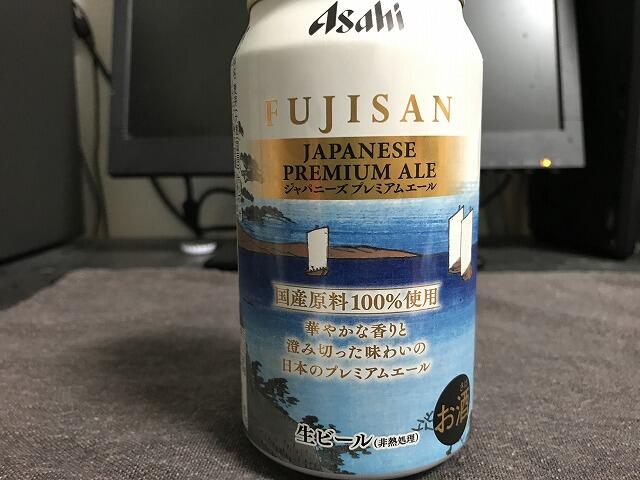 Asahi
FUJISAN
JAPANESE
PREMIUM ALE
ジャパニーズ プレミアムエール
国産原料100%使用
華やかな香りと
澄み切った味わいの
日本のプレミアムエール
お酒
生ビール(非熱処理)